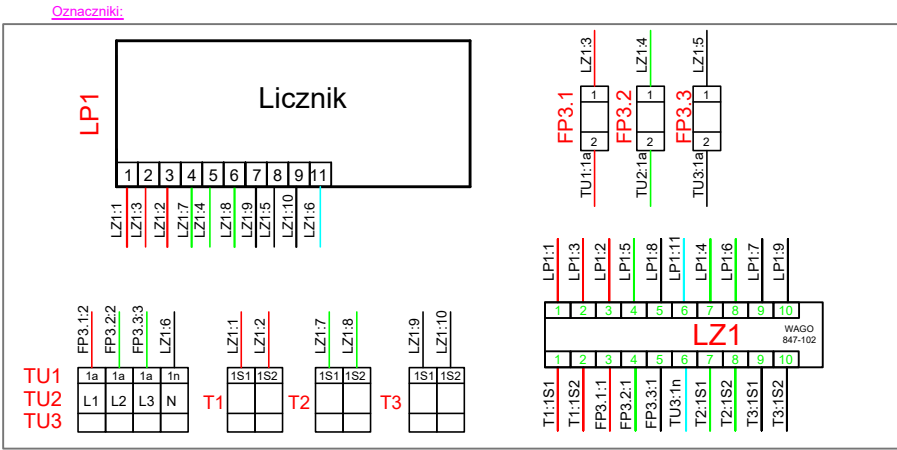 Oznaczniki:
LP1
Licznik
1 2 3 4 5 6 7 8 9 11
LZ1:1 LZ1:3 LZ1:2 LZ1:7 LZ1:4 LZ1:8 LZ1:9 LZ1:5 LZ1:10 LZ1:6
LZ1:3 LZ1:4 LZ1:5
FP3.1 FP3.2 FP3.3
1 1 1
2 2 2
TU1:1a TU2:1a TU3:1a
FP3.1:2 FP3.2:2 FP3.3:3 LZ1:6
TU1 1a 1a 1a 1n
TU2 L1 L2 L3 N
TU3
LZ1:1 LZ1:2
1S1 1S2
T1
LZ1:7 LZ1:8
1S1 1S2
T2
LZ1:9 LZ1:10
1S1 1S2
T3
LP1:1 LP1:3 LP1:2 LP1:5 LP1:8 LP1:11 LP1:4 LP1:6 LP1:7 LP1:9
1 2 3 4 5 6 7 8 9 10
LZ1
WAGO
847-102
1 2 3 4 5 6 7 8 9 10
T1:1S1 T1:1S2 FP3.1:1 FP3.2:1 FP3.3:1 TU3:1n T2:1S1 T2:1S2 T3:1S1 T3:1S2